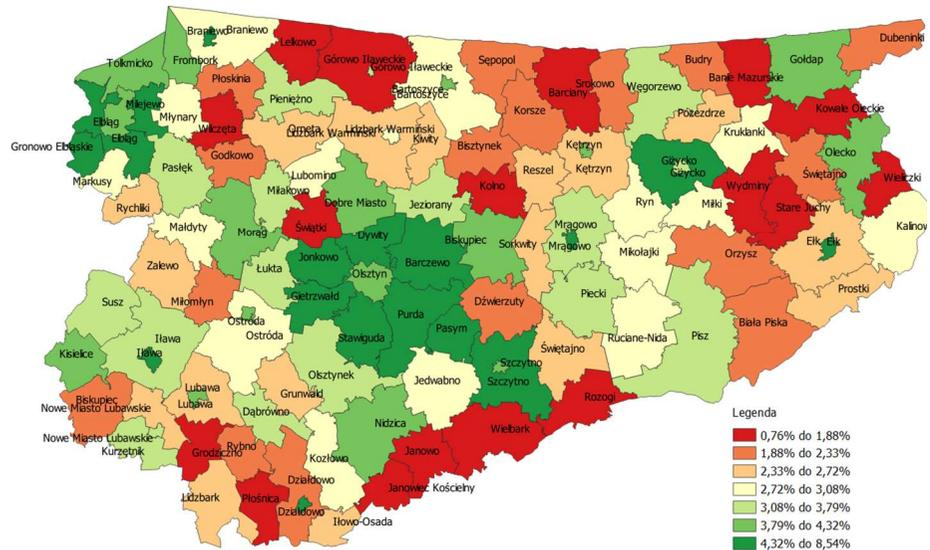 Braniewo Braniewo
Lelkowo
Górowo Iławeckie
Górowo Iławeckie
Sępopol
Dubeninki
Tolkmicko
Frombork
Płoskinia
Bartoszyce
Bartoszyce
Barciany
Srokowo
Węgorzewo
Budry
Banie Mazurskie
Gołdap
Pieniężno
Korsze
Milejewo
Młynary
Wilczęta
Orneta
Lidzbark Warmiński
Lidzbark Warmiński
Kiwity
Pozezdrze
Kruklanki
Kowale Oleckie
Elbląg
Elbląg
Gronowo Elbląskie
Godkowo
Bisztynek
Kętrzyn
Kętrzyn
Giżycko
Giżycko
Olecko
Markusy
Pasłęk
Lubomino
Reszel
Świętajno
Wieliczki
Rychliki
Miłakowo
Dobre Miasto
Jeziorany
Kolno
Ryn
Miłki
Wydminy
Stare Juchy
Małdyty
Morąg
Świątki
Dywity
Biskupiec
Sorkwity
Mrągowo
Mrągowo
Mikołajki
Orzysz
Ełk Ełk
Kalinow
Zalewo
Łukta
Jonkowo
Olsztyn
Barczewo
Prostki
Susz
Miłomłyn
Gietrzwałd
Purda
Dźwierzuty
Piecki
Biała Piska
Ostróda
Ostróda
Stawiguda
Pasym
Ruciane-Nida
Pisz
Kisielice
Iława
Iława
Szczytno
Szczytno
Świętajno
Olsztynek
Jedwabno
Lubawa
Lubawa
Grunwald
Rozogi
Biskupiec
Nowe Miasto Lubawskie
Dąbrówno
Nidzica
Wielbark
Nowe Miasto Lubawskie
Kurzętnik
Grodziczno
Rybno
Kozłowo
Janowo
Działdowo
Janowiec Kościelny
Lidzbark
Płośnica
Działdowo
Iłowo-Osada
Legenda
0,76% do 1,88%
1,88% do 2,33%
2,33% do 2,72%
2,72% do 3,08%
3,08% do 3,79%
3,79% do 4,32%
4,32% do 8,54%